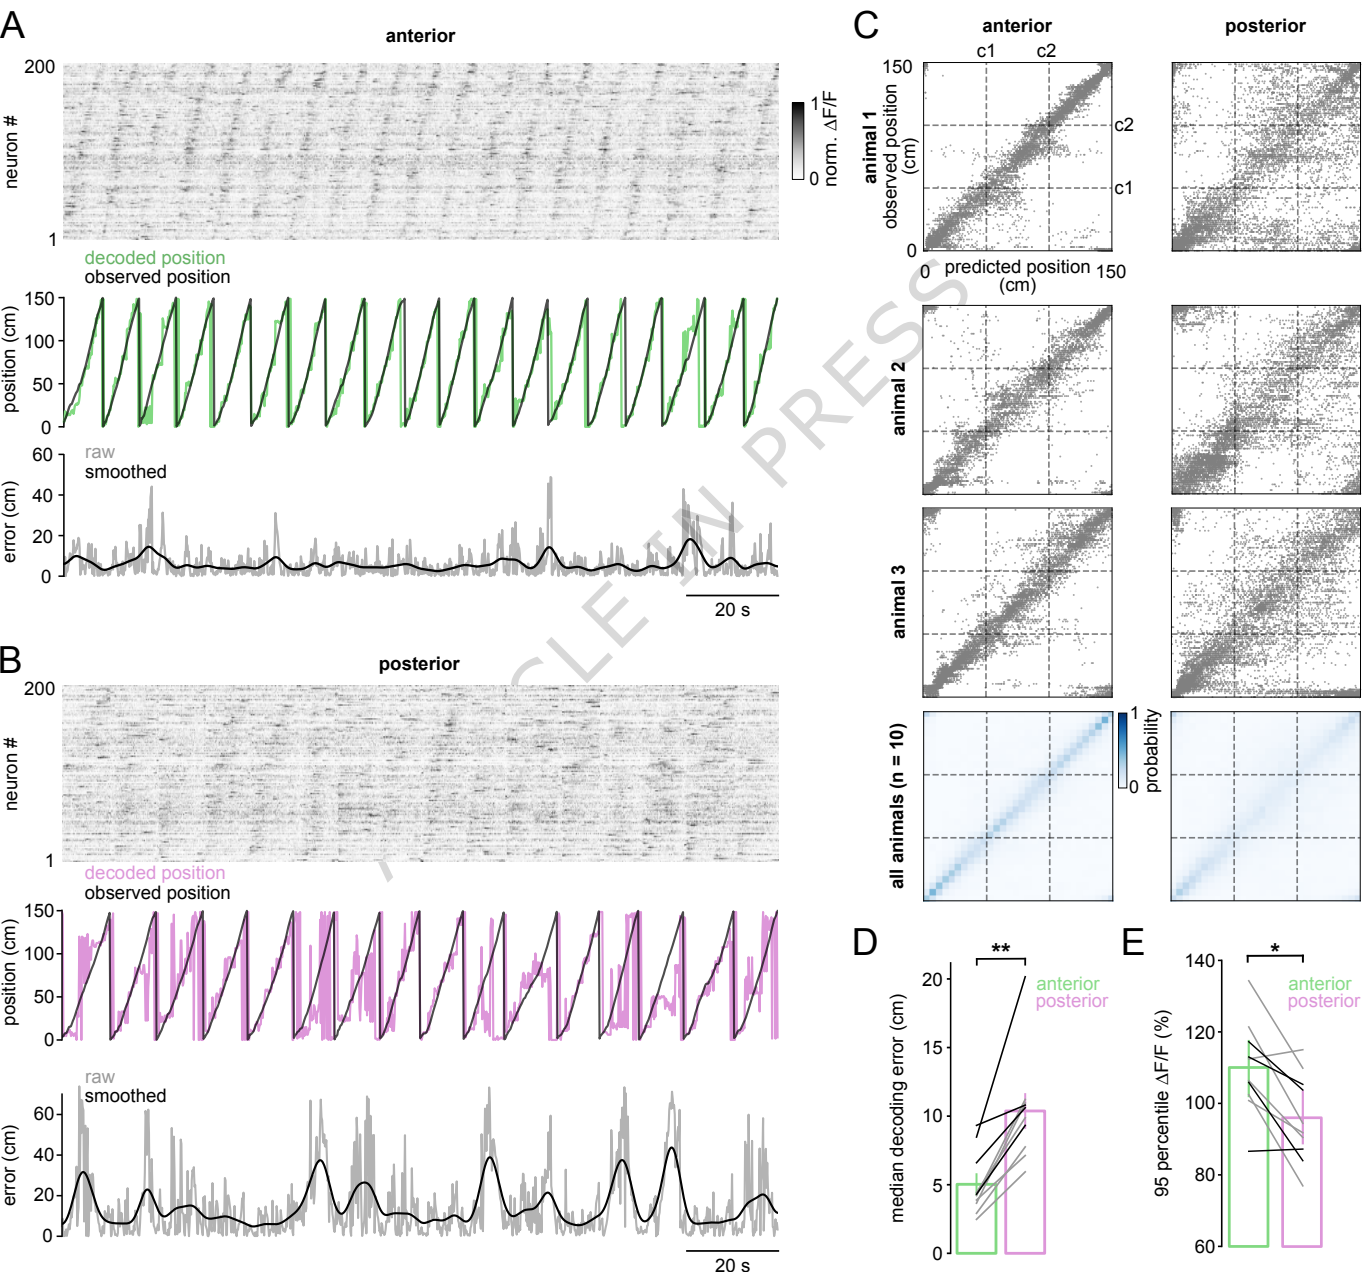 A
anterior
200
neuron #
1
1
0
norm. ΔF/F
decoded position
observed position
150
100
50
0
position (cm)
60
40
20
0
error (cm)
raw
smoothed
20 s
B
posterior
200
neuron #
1
decoded position
observed position
150
100
50
0
position (cm)
raw
smoothed
60
40
20
0
error (cm)
20 s
C
anterior
posterior
c1 c2
150
animal 1
observed position
(cm)
c2
c1
0
0 predicted position 150
(cm)
animal 2
animal 3
all animals (n = 10)
1
0
probability
D
**
anterior
posterior
20
15
10
5
0
median decoding error (cm)
E
*
anterior
posterior
140
120
100
80
60
95 percentile ΔF/F (%)
CLE IN PRESS